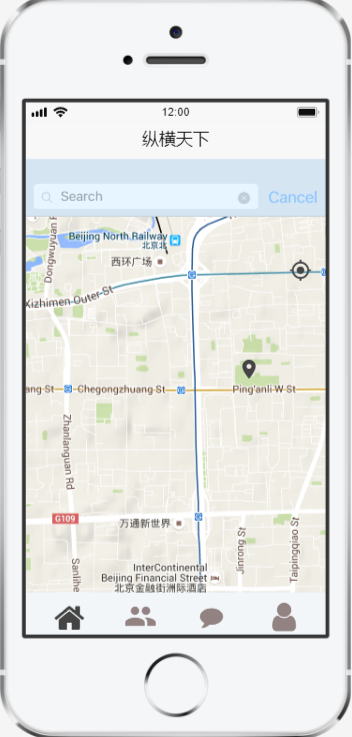 12:00
纵横天下
Search
Cancel
Dongwuyuan R
Beijing North Railway
北京北
西环广场
Xizhimen Outer St
ang St
Chegongzhuang St
Ping'anli W St
Zhanlanguan Rd
G109
万通新世界
Sanlihe
Jinrong St
Taipingqiao St
InterContinental
Beijing Financial Street
北京金融街洲际酒店